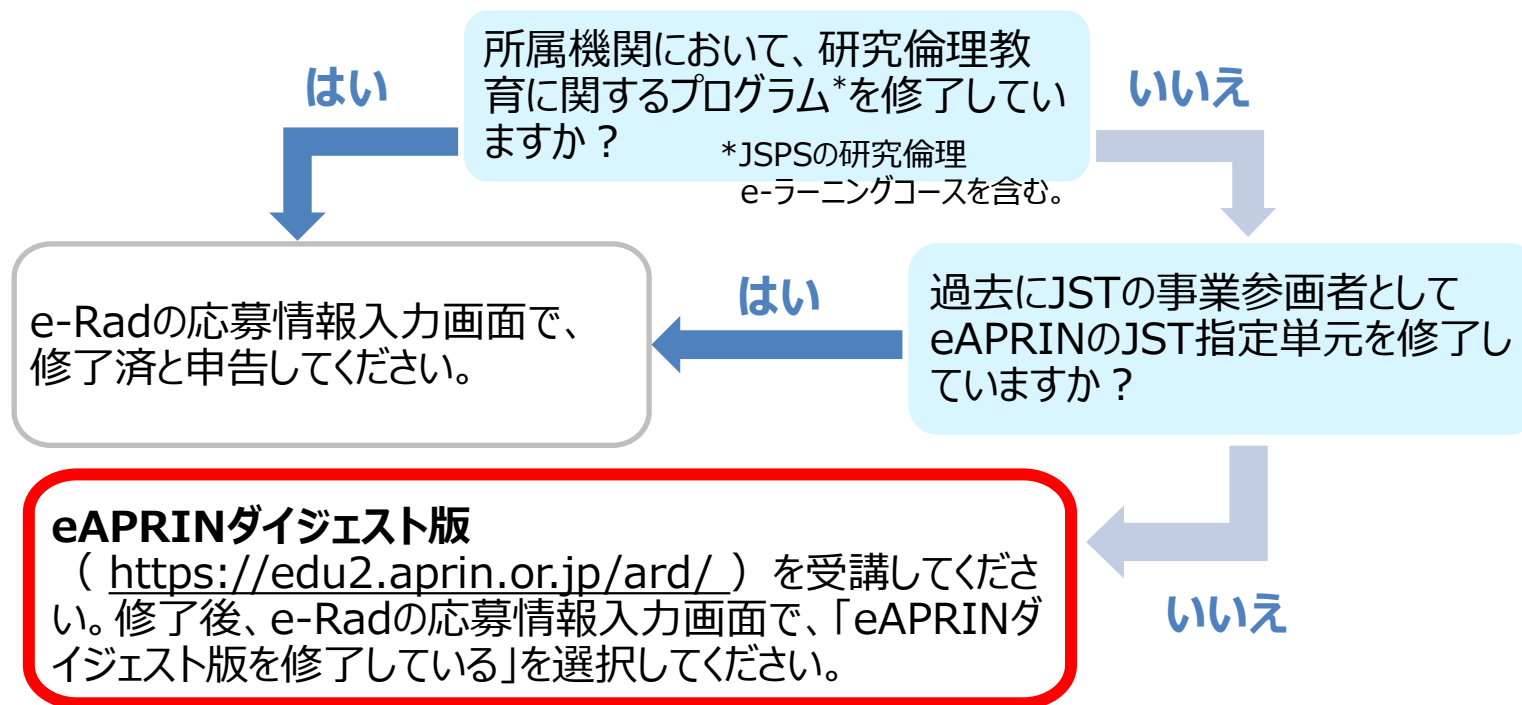 所属機関において、研究倫理教
育に関するプログラム*を修了してい
ますか？
*JSPSの研究倫理
e-ラーニングコースを含む。
はい
いいえ
e-Radの応募情報入力画面で、
修了済と申告してください。
はい
過去にJSTの事業参画者として
eAPRINのJST指定単元を修了し
ていますか？
いいえ
eAPRINダイジェスト版
（ https://edu2.aprin.or.jp/ard/ ）を受講してくださ
い。修了後、e-Radの応募情報入力画面で、「eAPRINダ
イジェスト版を修了している」を選択してください。